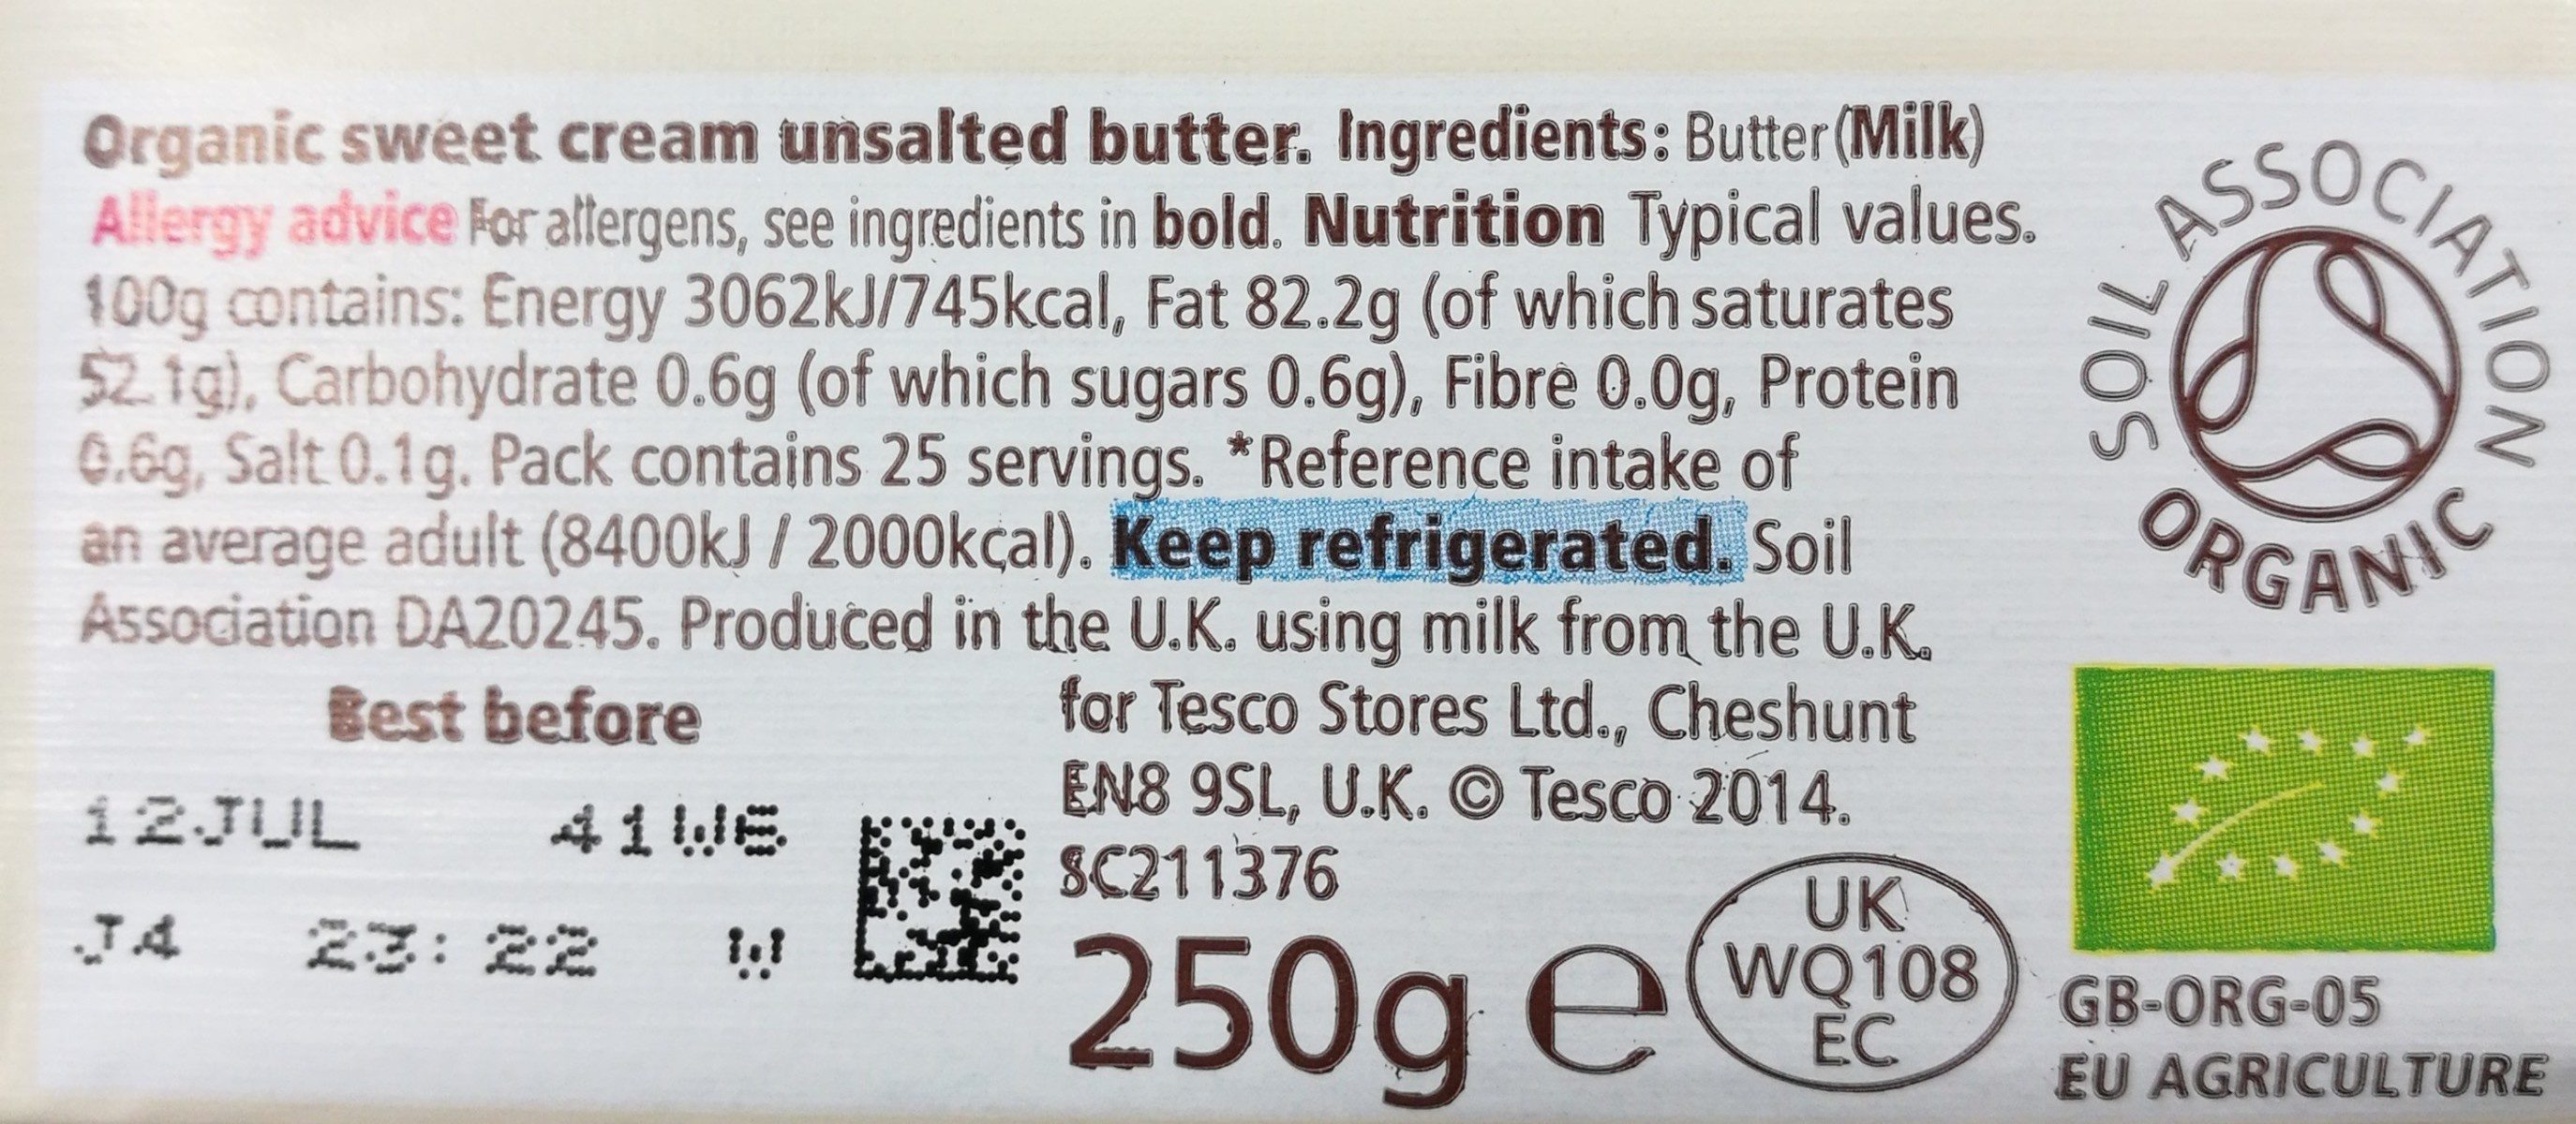 Organic sweet cream unsalted butter. Ingredients: Butter (Milk)
Allergy advice For allergens, see ingredients in bold. Nutrition Typical values.
100g contains: Energy 3062kJ/745kcal, Fat 82.2g (of which saturates
52.1g), Carbohydrate 0.6g (of which sugars 0.6g), Fibre 0.0g, Protein
0.6g, Salt 0.1g. Pack contains 25 servings. *Reference intake of
an average adult (8400kJ / 2000kcal). Keep refrigerated. Soil
Association DA20245. Produced in the U.K. using milk from the U.K.
for Tesco Stores Ltd., Cheshunt
EN8 9SL, U.K. © Tesco 2014.
SC211376
250g e
UK
WQ108
EC
Best before
12JUL 41WE
J4 23:22 W
SOIL ASSOCIATION
ORGANIC
GB-ORG-05
EU AGRICULTURE